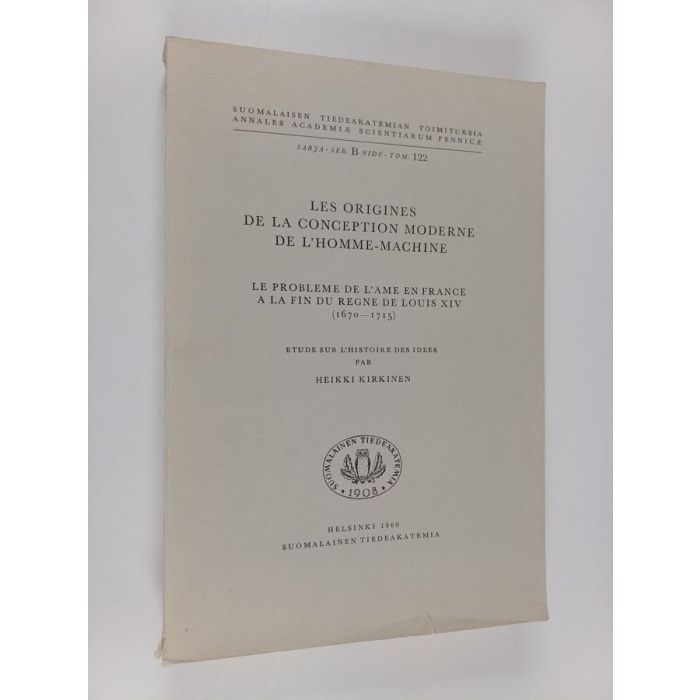 SUOMALAISEN TIEDEAKATEMIAN TOIMITUKSIA
ANNALES ACADEMIÆ SCIENTIARUM FENNICÆ
SARJA - SER. B NIDE - TOM. 122
LES ORIGINES
DE LA CONCEPTION MODERNE
DE L'HOMME-MACHINE
LE PROBLEME DE L'AME EN FRANCE
A LA FIN DU REGNE DE LOUIS XIV
(1670—1715)
ETUDE SUR L'HISTOIRE DES IDEES
PAR
HEIKKI KIRKINEN
SUOMALAINEN TIEDEAKATEMIA
* 1908 *
HELSINKI 1960
SUOMALAINEN TIEDEAKATEMIA